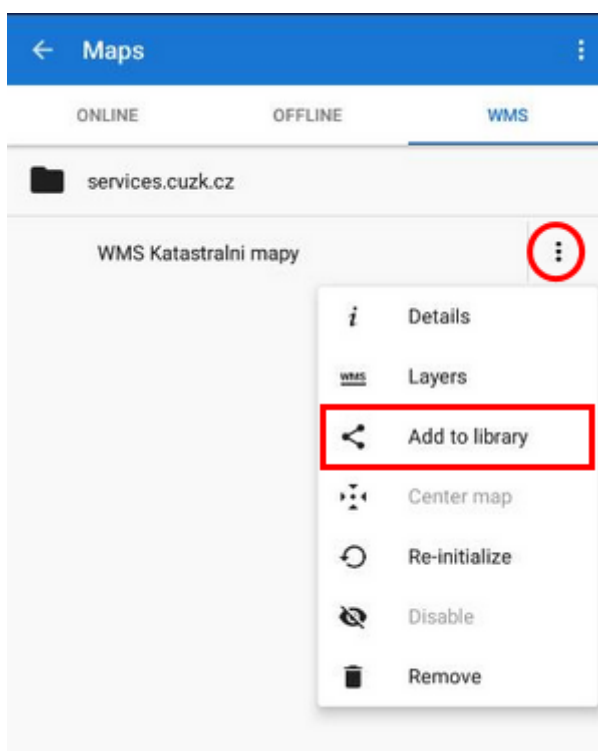 Maps
ONLINE OFFLINE WMS
services.cuzk.cz
WMS Katastralni mapy
i Details
WMS Layers
Add to library
Center map
Re-initialize
Disable
Remove